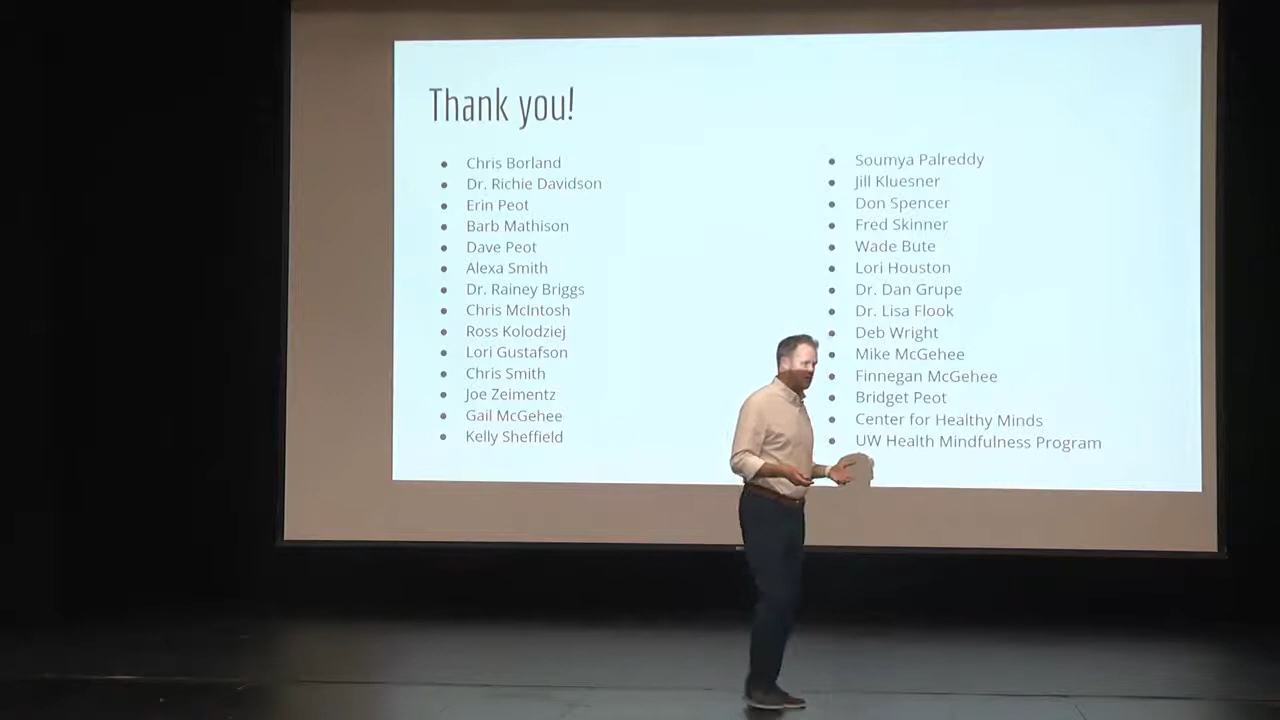 Thank you!
• Chris Borland
• Dr. Richie Davidson
• Erin Peot
• Barb Mathison
• Dave Peot
• Alexa Smith
• Dr. Rainey Briggs
• Chris McIntosh
• Ross Kolodziej
• Lori Gustafson
• Chris Smith
• Joe Zeimentz
• Gail McGehee
• Kelly Sheffield
• Soumya Palreddy
• Jill Kluesner
• Don Spencer
• Fred Skinner
• Wade Bute
• Lori Houston
• Dr. Dan Grupe
• Dr. Lisa Flook
• Deb Wright
• Mike McGehee
• Finnegan McGehee
• Bridget Peot
• Center for Healthy Minds
• UW Health Mindfulness Program